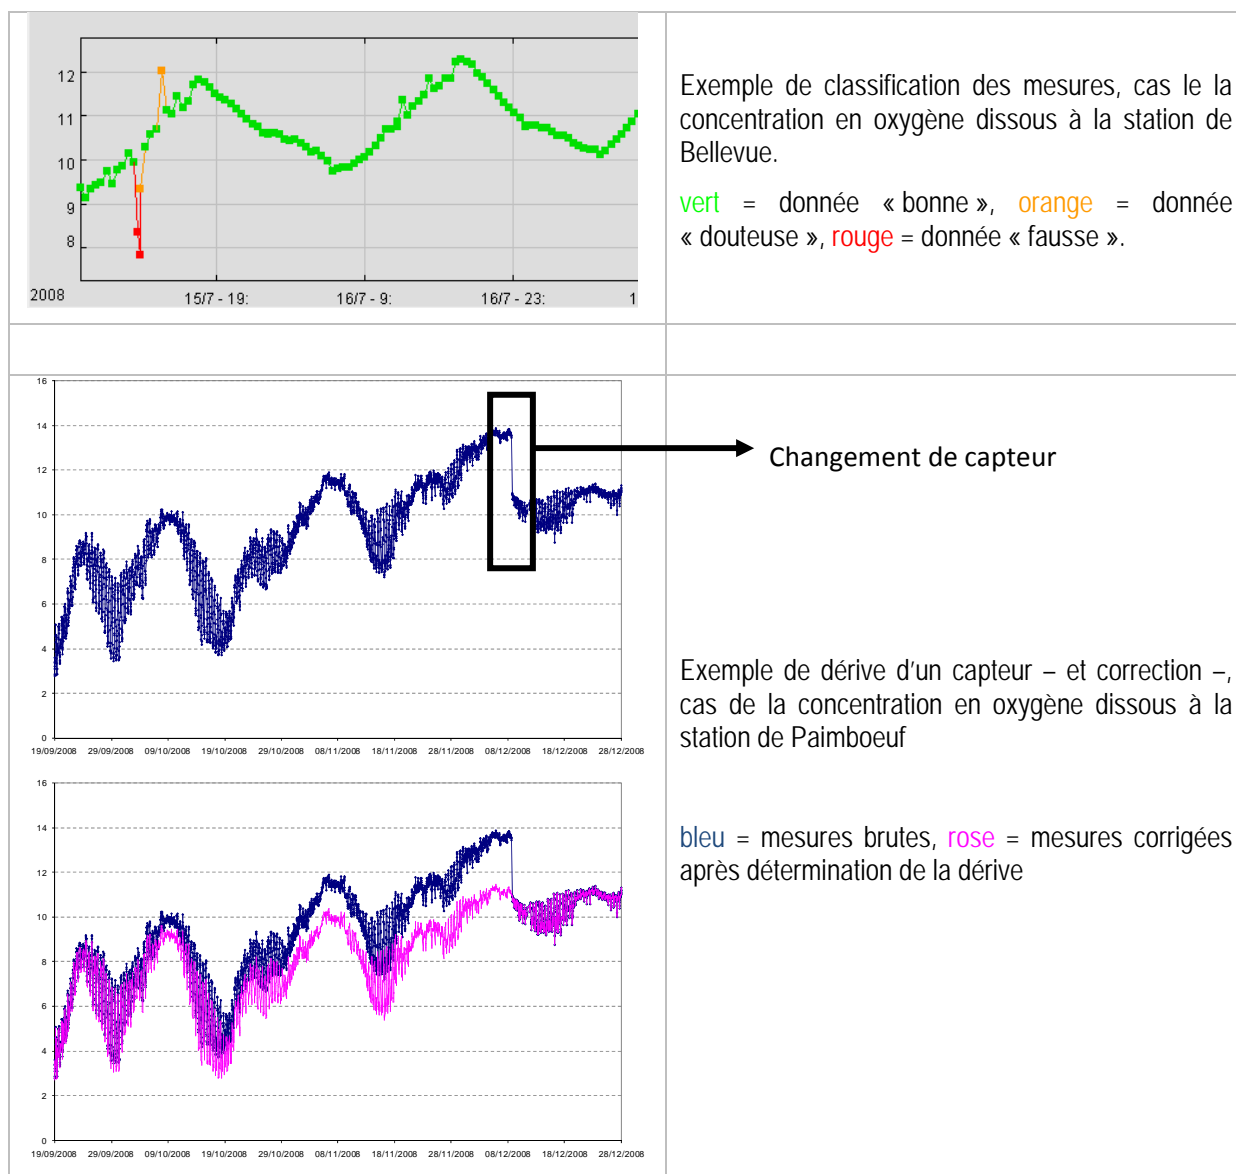 12
11
10
9
8
2008
15/7 - 19:
16/7 - 9:
16/7 - 23:
1
Exemple de classification des mesures, cas le la
concentration en oxygène dissous à la station de
Bellevue.
vert = donnée « bonne », orange = donnée
« douteuse », rouge = donnée « fausse ».
16
14
12
10
8
6
4
2
0
19/09/2008 29/09/2008 09/10/2008 19/10/2008 29/10/2008 08/11/2008 18/11/2008 28/11/2008 08/12/2008 18/12/2008 28/12/2008
Changement de capteur
Exemple de dérive d'un capteur – et correction –,
cas de la concentration en oxygène dissous à la
station de Paimboeuf
16
14
12
10
8
6
4
2
0
19/09/2008 29/09/2008 09/10/2008 19/10/2008 29/10/2008 08/11/2008 18/11/2008 28/11/2008 08/12/2008 18/12/2008 28/12/2008
bleu = mesures brutes, rose = mesures corrigées
après détermination de la dérive